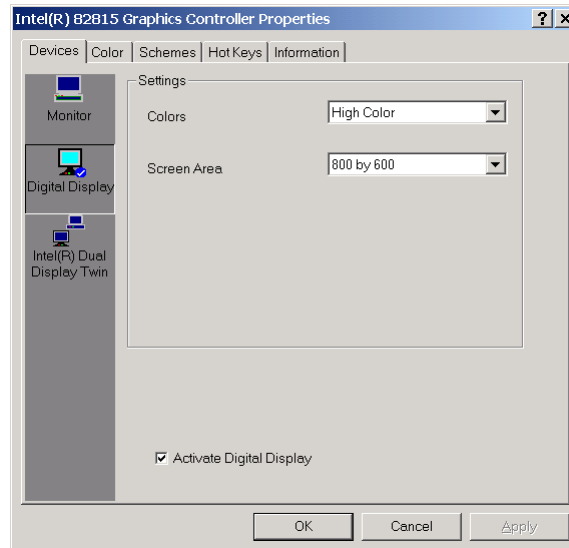 Intel(R) 82815 Graphics Controller Properties
Devices Color Schemes Hot Keys Information
Settings
Monitor
Colors High Color
Digital Display
Screen Area 800 by 600
Intel(R) Dual
Display Twin
Activate Digital Display
OK Cancel Apply